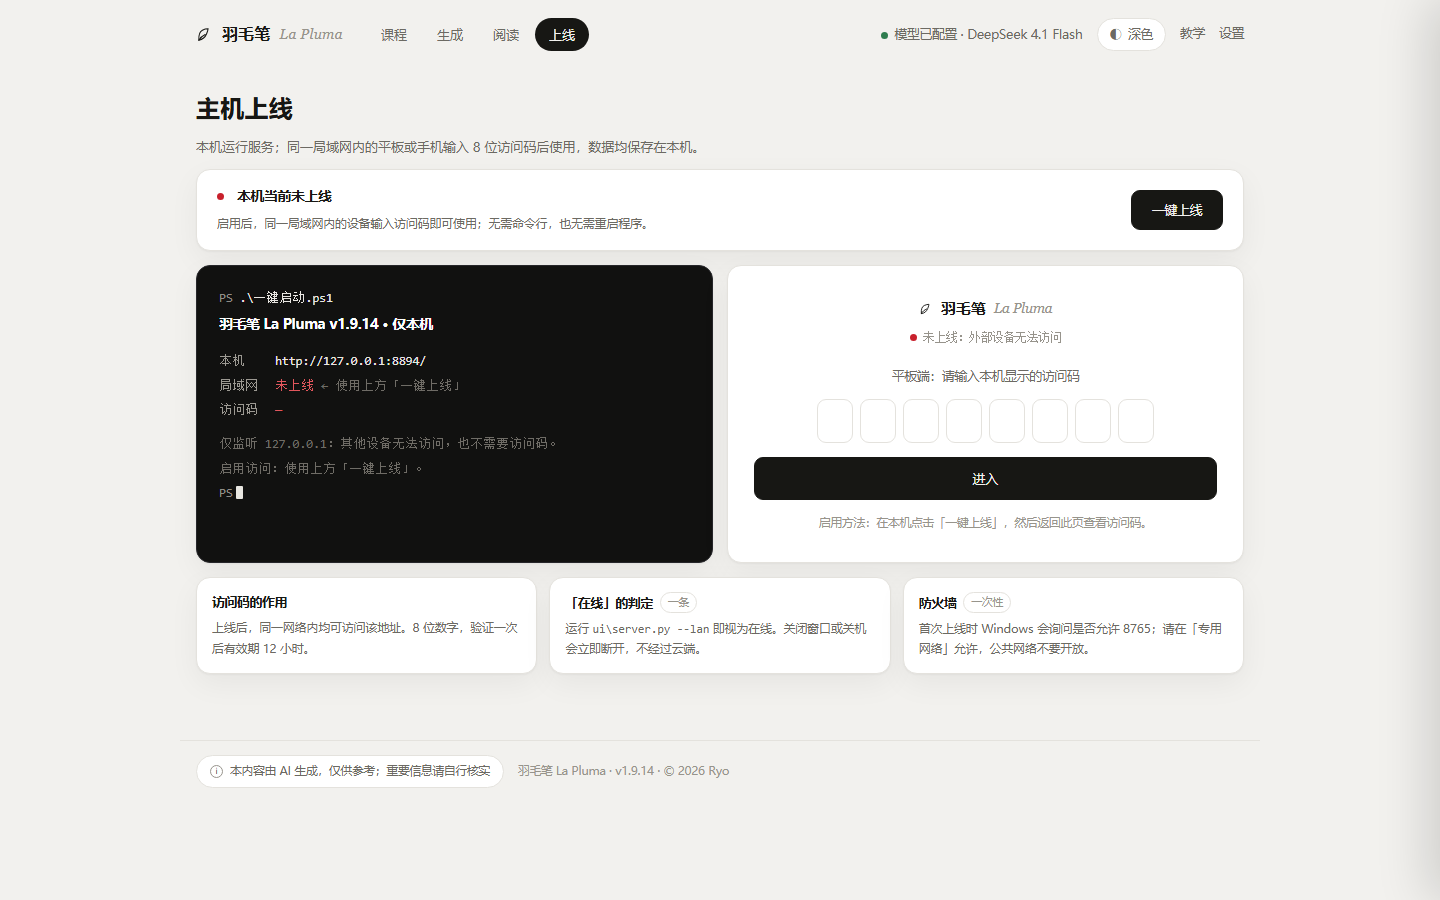 羽毛笔 La Pluma 课程 生成 阅读 上线 模型已配置 · DeepSeek 4.1 Flash 深色 教学 设置
主机上线
本机运行服务；同一局域网内的平板或手机输入 8 位访问码后使用，数据均保存在本机。
本机当前未上线
启用后，同一局域网内的设备输入访问码即可使用；无需命令行，也无需重启程序。
一键上线
PS .\一键启动.ps1
羽毛笔 La Pluma v1.9.14 • 仅本机
本机 http://127.0.0.1:8894/
局域网 未上线 ← 使用上方「一键上线」
访问码 —
仅监听 127.0.0.1：其他设备无法访问，也不需要访问码。
启用访问：使用上方「一键上线」。
PS
羽毛笔 La Pluma
未上线：外部设备无法访问
平板端：请输入本机显示的访问码
进入
启用方法：在本机点击「一键上线」，然后返回此页查看访问码。
访问码的作用
上线后，同一网络内均可访问该地址。8 位数字，验证一次
后有效期 12 小时。
「在线」的判定 一条
运行 ui\server.py --lan 即视为在线。关闭窗口或关机
会立即断开，不经过云端。
防火墙 一次性
首次上线时 Windows 会询问是否允许 8765；请在「专用
网络」允许，公共网络不要开放。
本内容由 AI 生成，仅供参考；重要信息请自行核实
羽毛笔 La Pluma · v1.9.14 · © 2026 Ryo